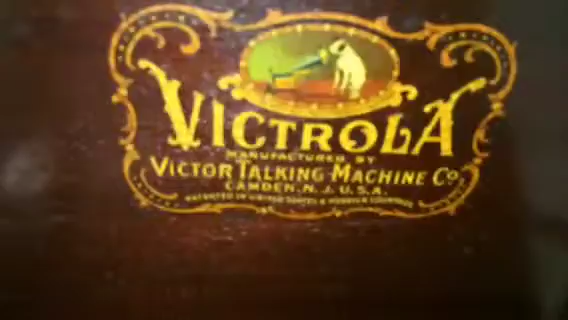 VICTROLA
MANUFACTURED BY
VICTOR TALKING MACHINE CO.
CAMDEN, N.J. U.S.A.
PATENTED IN UNITED STATES & FOREIGN COUNTRIES